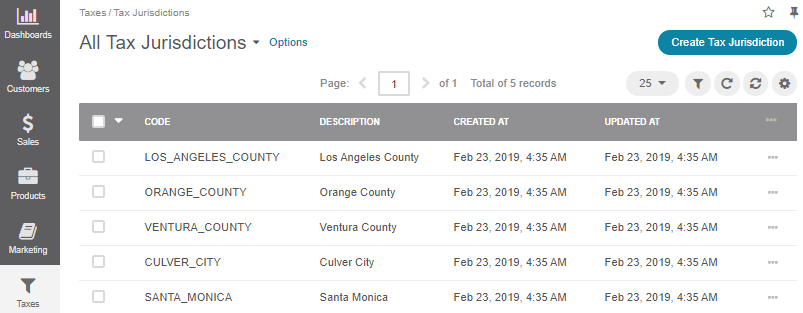 Dashboards
Customers
Sales
Products
Marketing
Taxes
Taxes / Tax Jurisdictions
All Tax Jurisdictions Options Create Tax Jurisdiction
Page: 1 of 1 Total of 5 records 25
CODE DESCRIPTION CREATED AT UPDATED AT
LOS_ANGELES_COUNTY Los Angeles County Feb 23, 2019, 4:35 AM Feb 23, 2019, 4:35 AM
ORANGE_COUNTY Orange County Feb 23, 2019, 4:35 AM Feb 23, 2019, 4:35 AM
VENTURA_COUNTY Ventura County Feb 23, 2019, 4:35 AM Feb 23, 2019, 4:35 AM
CULVER_CITY Culver City Feb 23, 2019, 4:35 AM Feb 23, 2019, 4:35 AM
SANTA_MONICA Santa Monica Feb 23, 2019, 4:35 AM Feb 23, 2019, 4:35 AM